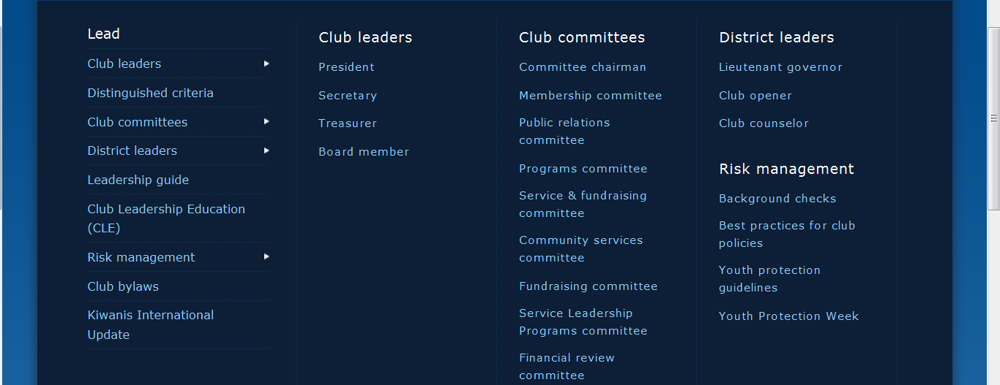 Lead
Club leaders
Distinguished criteria
Club committees
District leaders
Leadership guide
Club Leadership Education
(CLE)
Risk management
Club bylaws
Kiwanis International
Update
Club leaders
President
Secretary
Treasurer
Board member
Club committees
Committee chairman
Membership committee
Public relations
committee
Programs committee
Service & fundraising
committee
Community services
committee
Fundraising committee
Service Leadership
Programs committee
Financial review
committee
District leaders
Lieutenant governor
Club opener
Club counselor
Risk management
Background checks
Best practices for club
policies
Youth protection
guidelines
Youth Protection Week